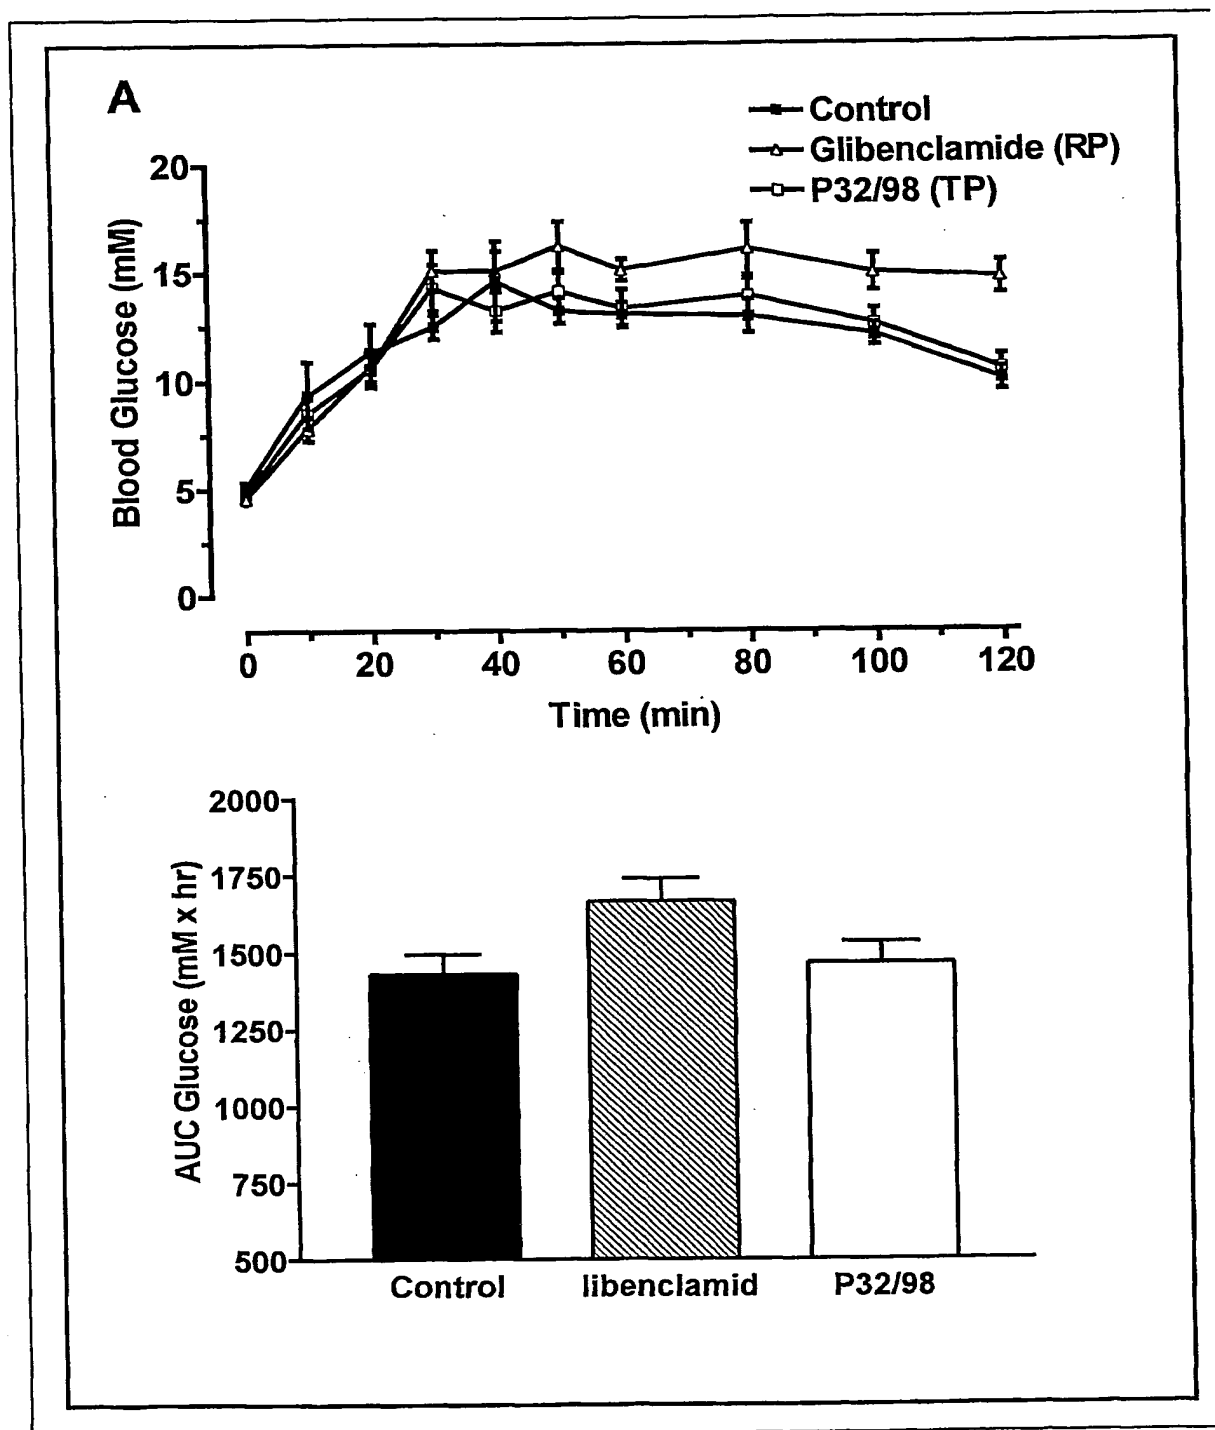 A
Control
Glibenclamide (RP)
P32/98 (TP)
20
15
10
5
0
Blood Glucose (mM)
0 20 40 60 80 100 120
Time (min)
2000
1750
1500
1250
1000
750
500
AUC Glucose (mM x hr)
Control libenclamid P32/98